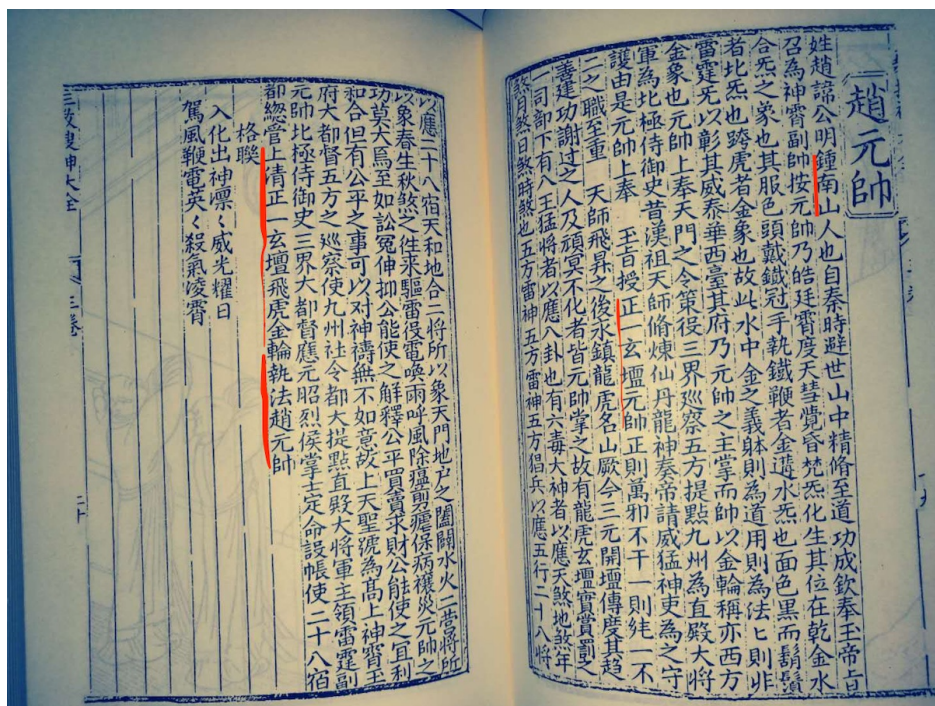 趙元帥
姓趙諱公明鍾南山人也自秦時避世山中精脩至道功成欽奉玉帝旨
召為神霄副帥按元帥乃皓廷霄度天彗覺昏梵炁化生其位在乾金水
合炁之象也其服色頭戴鐵冠手執鐵鞭者金遘水炁也面色黑而鬍鬚
者北炁也跨虎者金象也故此水中金之義躰則為道用則為法匕則非
雷霆旡以彰其威泰華西臺其府乃元帥之主掌而帥以金輪稱亦西方
金象也元帥上奉天門之令策役三界廵察五方提點九州為直殿大將
軍為北極侍御史昔漢祖天師脩煉仙丹龍神奏帝請威猛神吏為之守
護由是元帥上奉 玉旨授正一玄壇元帥正則萬邪不干一則純一不
二之職至重 天師飛昇之後永鎮龍虎名山厥今三元開壇傳度其趨
善建功謝过之人及頑冥不化者皆元帥掌之故有龍虎玄壇實賞罰之
一司部下有八王猛將者以應八卦也有六毒大神者以應天煞地煞年
煞月煞日煞時煞也五方雷神五方猖兵以應五行二十八將
以應二十八宿天和地合二將所以象天門地户之闔闢水火二营將所
以象春生秋煞之徃來驅雷役電喚雨呼風除瘟剪瘧保病禳災元帥之
功莫大焉至如訟冤伸抑公能使之解釋公平買賣求財公能使之宜利
和合但有公平之事可以对神禱無不如意故上天聖號為高上神霄玉
府大都督五方之廵察使九州社令都大提點直殿大將軍主領雷霆副
元帥北極侍御史三界大都督應元昭烈侯掌士定命設帳使二十八宿
都總管上清正一玄壇飛虎金輪執法趙元帥
格聯
入化出神凛く威光耀日
駕風鞭電英く殺氣凌霄
三教搜神大全
三卷
二十